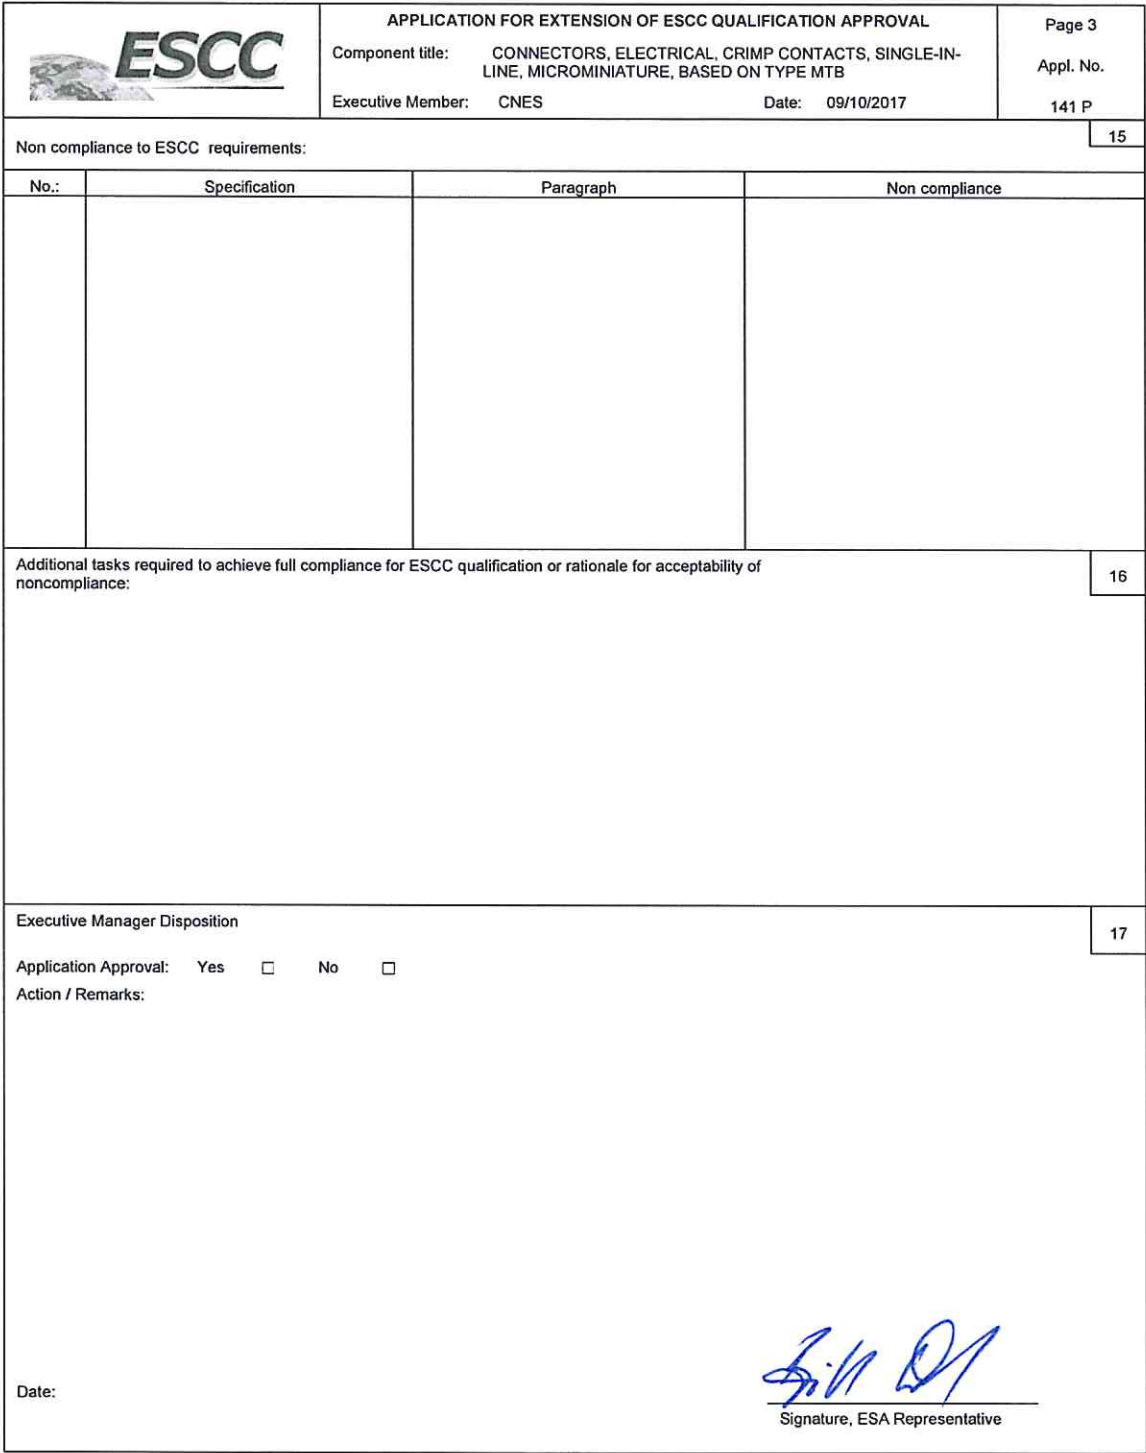 ESCC
APPLICATION FOR EXTENSION OF ESCC QUALIFICATION APPROVAL
Component title: CONNECTORS, ELECTRICAL, CRIMP CONTACTS, SINGLE-IN-
LINE, MICROMINIATURE, BASED ON TYPE MTB
Executive Member: CNES Date: 09/10/2017
Page 3
Appl. No.
141 P
Non compliance to ESCC requirements:
15
No.: Specification Paragraph Non compliance
Additional tasks required to achieve full compliance for ESCC qualification or rationale for acceptability of
noncompliance:
16
Executive Manager Disposition
17
Application Approval: Yes ☐ No ☐
Action / Remarks:
Date:
Signature, ESA Representative